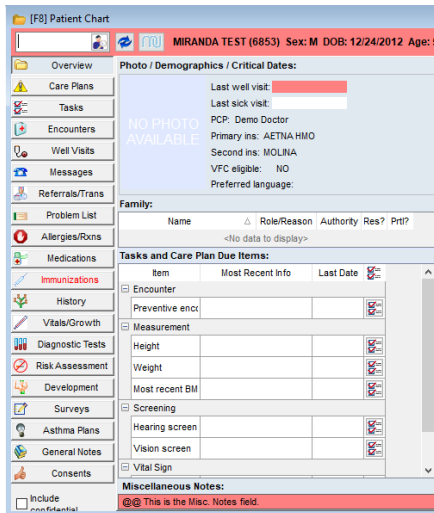 [F8] Patient Chart
MIRANDA TEST (6853) Sex: M DOB: 12/24/2012 Age:
Overview
Care Plans
Tasks
Encounters
Well Visits
Messages
Referrals/Trans
Problem List
Allergies/Rxns
Medications
Immunizations
History
Vitals/Growth
Diagnostic Tests
Risk Assessment
Development
Surveys
Asthma Plans
General Notes
Consents
Include
confidential
Photo / Demographics / Critical Dates:
NO PHOTO
AVAILABLE
Last well visit:
Last sick visit:
PCP: Demo Doctor
Primary ins: AETNA HMO
Second ins: MOLINA
VFC eligible: NO
Preferred language:
Family:
Name Role/Reason Authority Res? Prtl?
<No data to display>
Tasks and Care Plan Due Items:
Item Most Recent Info Last Date
Encounter
Preventive enco
Measurement
Height
Weight
Most recent BM
Screening
Hearing screen
Vision screen
Vital Sign
Miscellaneous Notes:
@@ This is the Misc. Notes field.